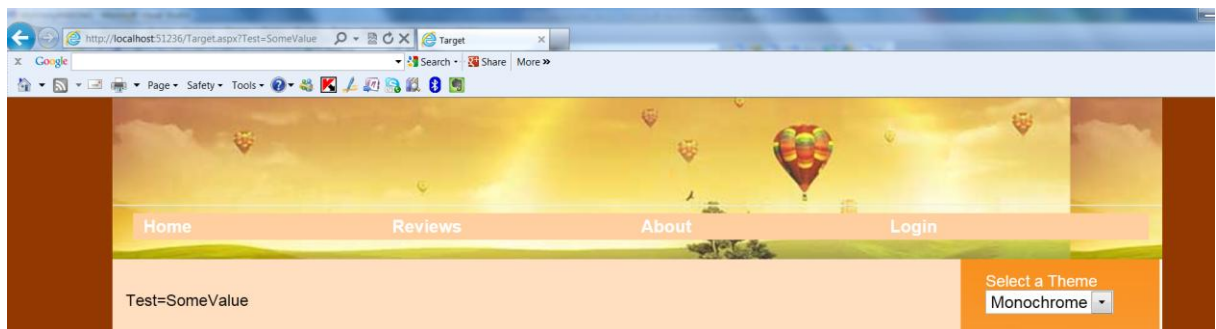 http://localhost:51236/Target.aspx?Test=SomeValue Target
x Google Search Share More »
Page Safety Tools
Home Reviews About Login
Select a Theme
Test=SomeValue Monochrome